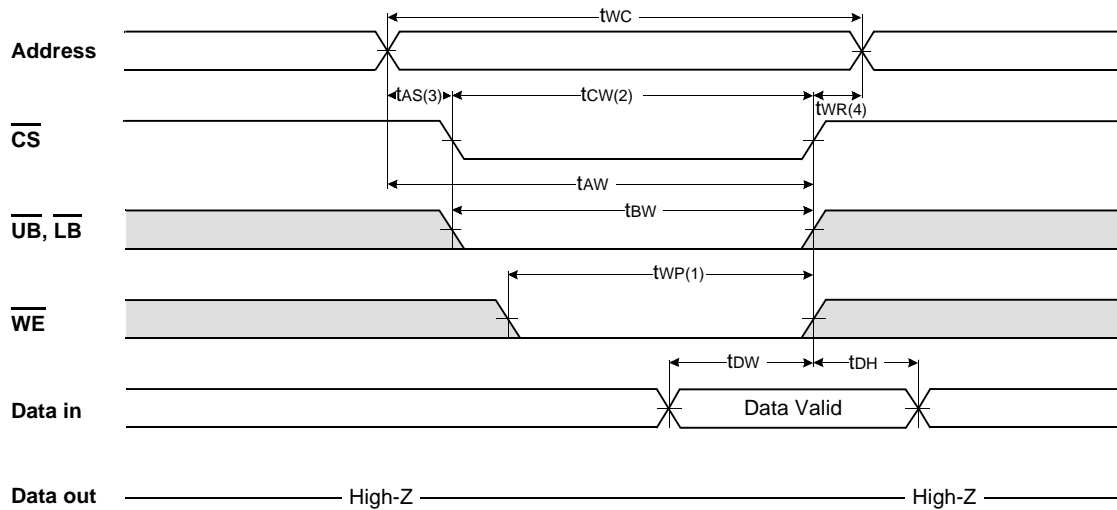 tWC
Address
tAS(3) tCW(2) tWR(4)
CS
tAW
UB, LB
tBW
WE
tWP(1)
tDW tDH
Data in Data Valid
Data out High-Z High-Z